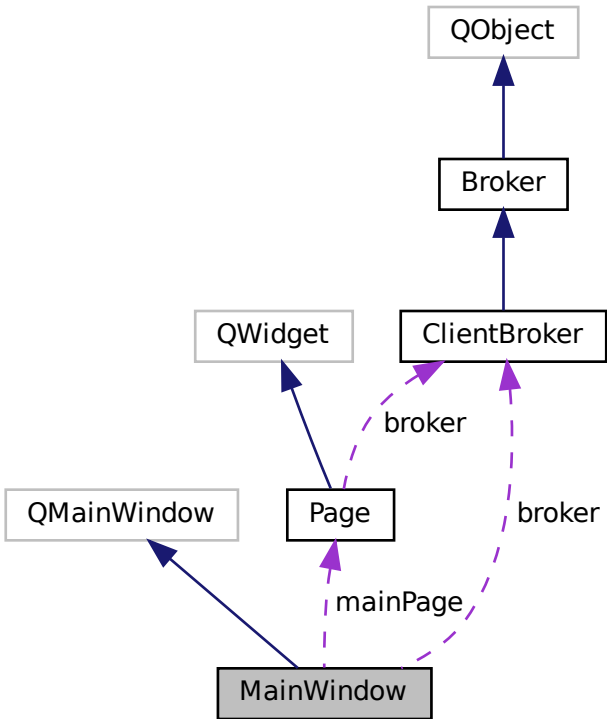 QObject
Broker
QWidget
ClientBroker
broker
QMainWindow
Page
broker
mainPage
MainWindow